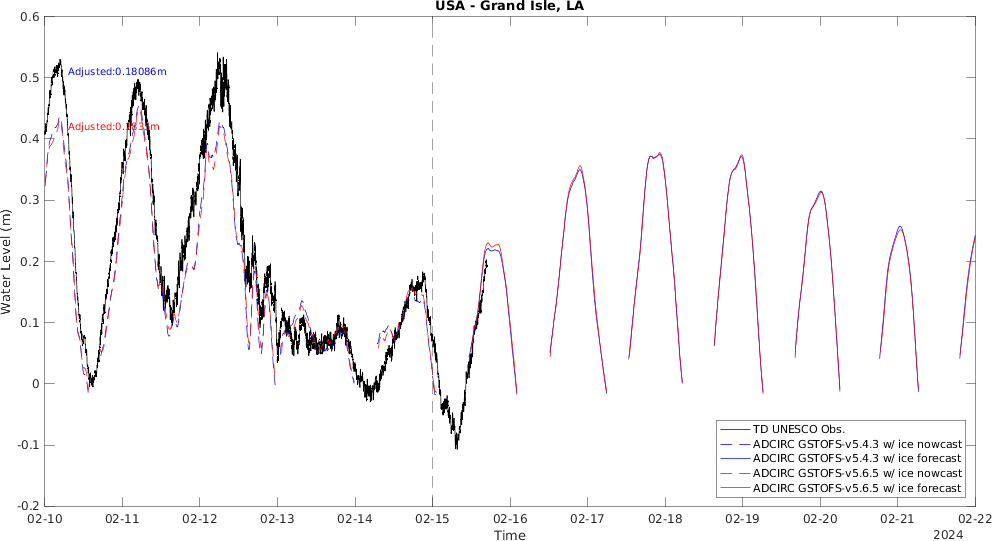 USA - Grand Isle, LA
0.6
0.5
0.4
0.3
0.2
0.1
0
-0.1
-0.2
Water Level (m)
Adjusted:0.18086m
02-10
02-11
02-12
02-13
02-14
02-15
02-16
02-17
02-18
02-19
02-20
02-21
02-22
Time
2024
TD UNESCO Obs.
ADCIRC GSTOFS-v5.4.3 w/ ice nowcast
ADCIRC GSTOFS-v5.4.3 w/ ice forecast
ADCIRC GSTOFS-v5.6.5 w/ ice nowcast
ADCIRC GSTOFS-v5.6.5 w/ ice forecast